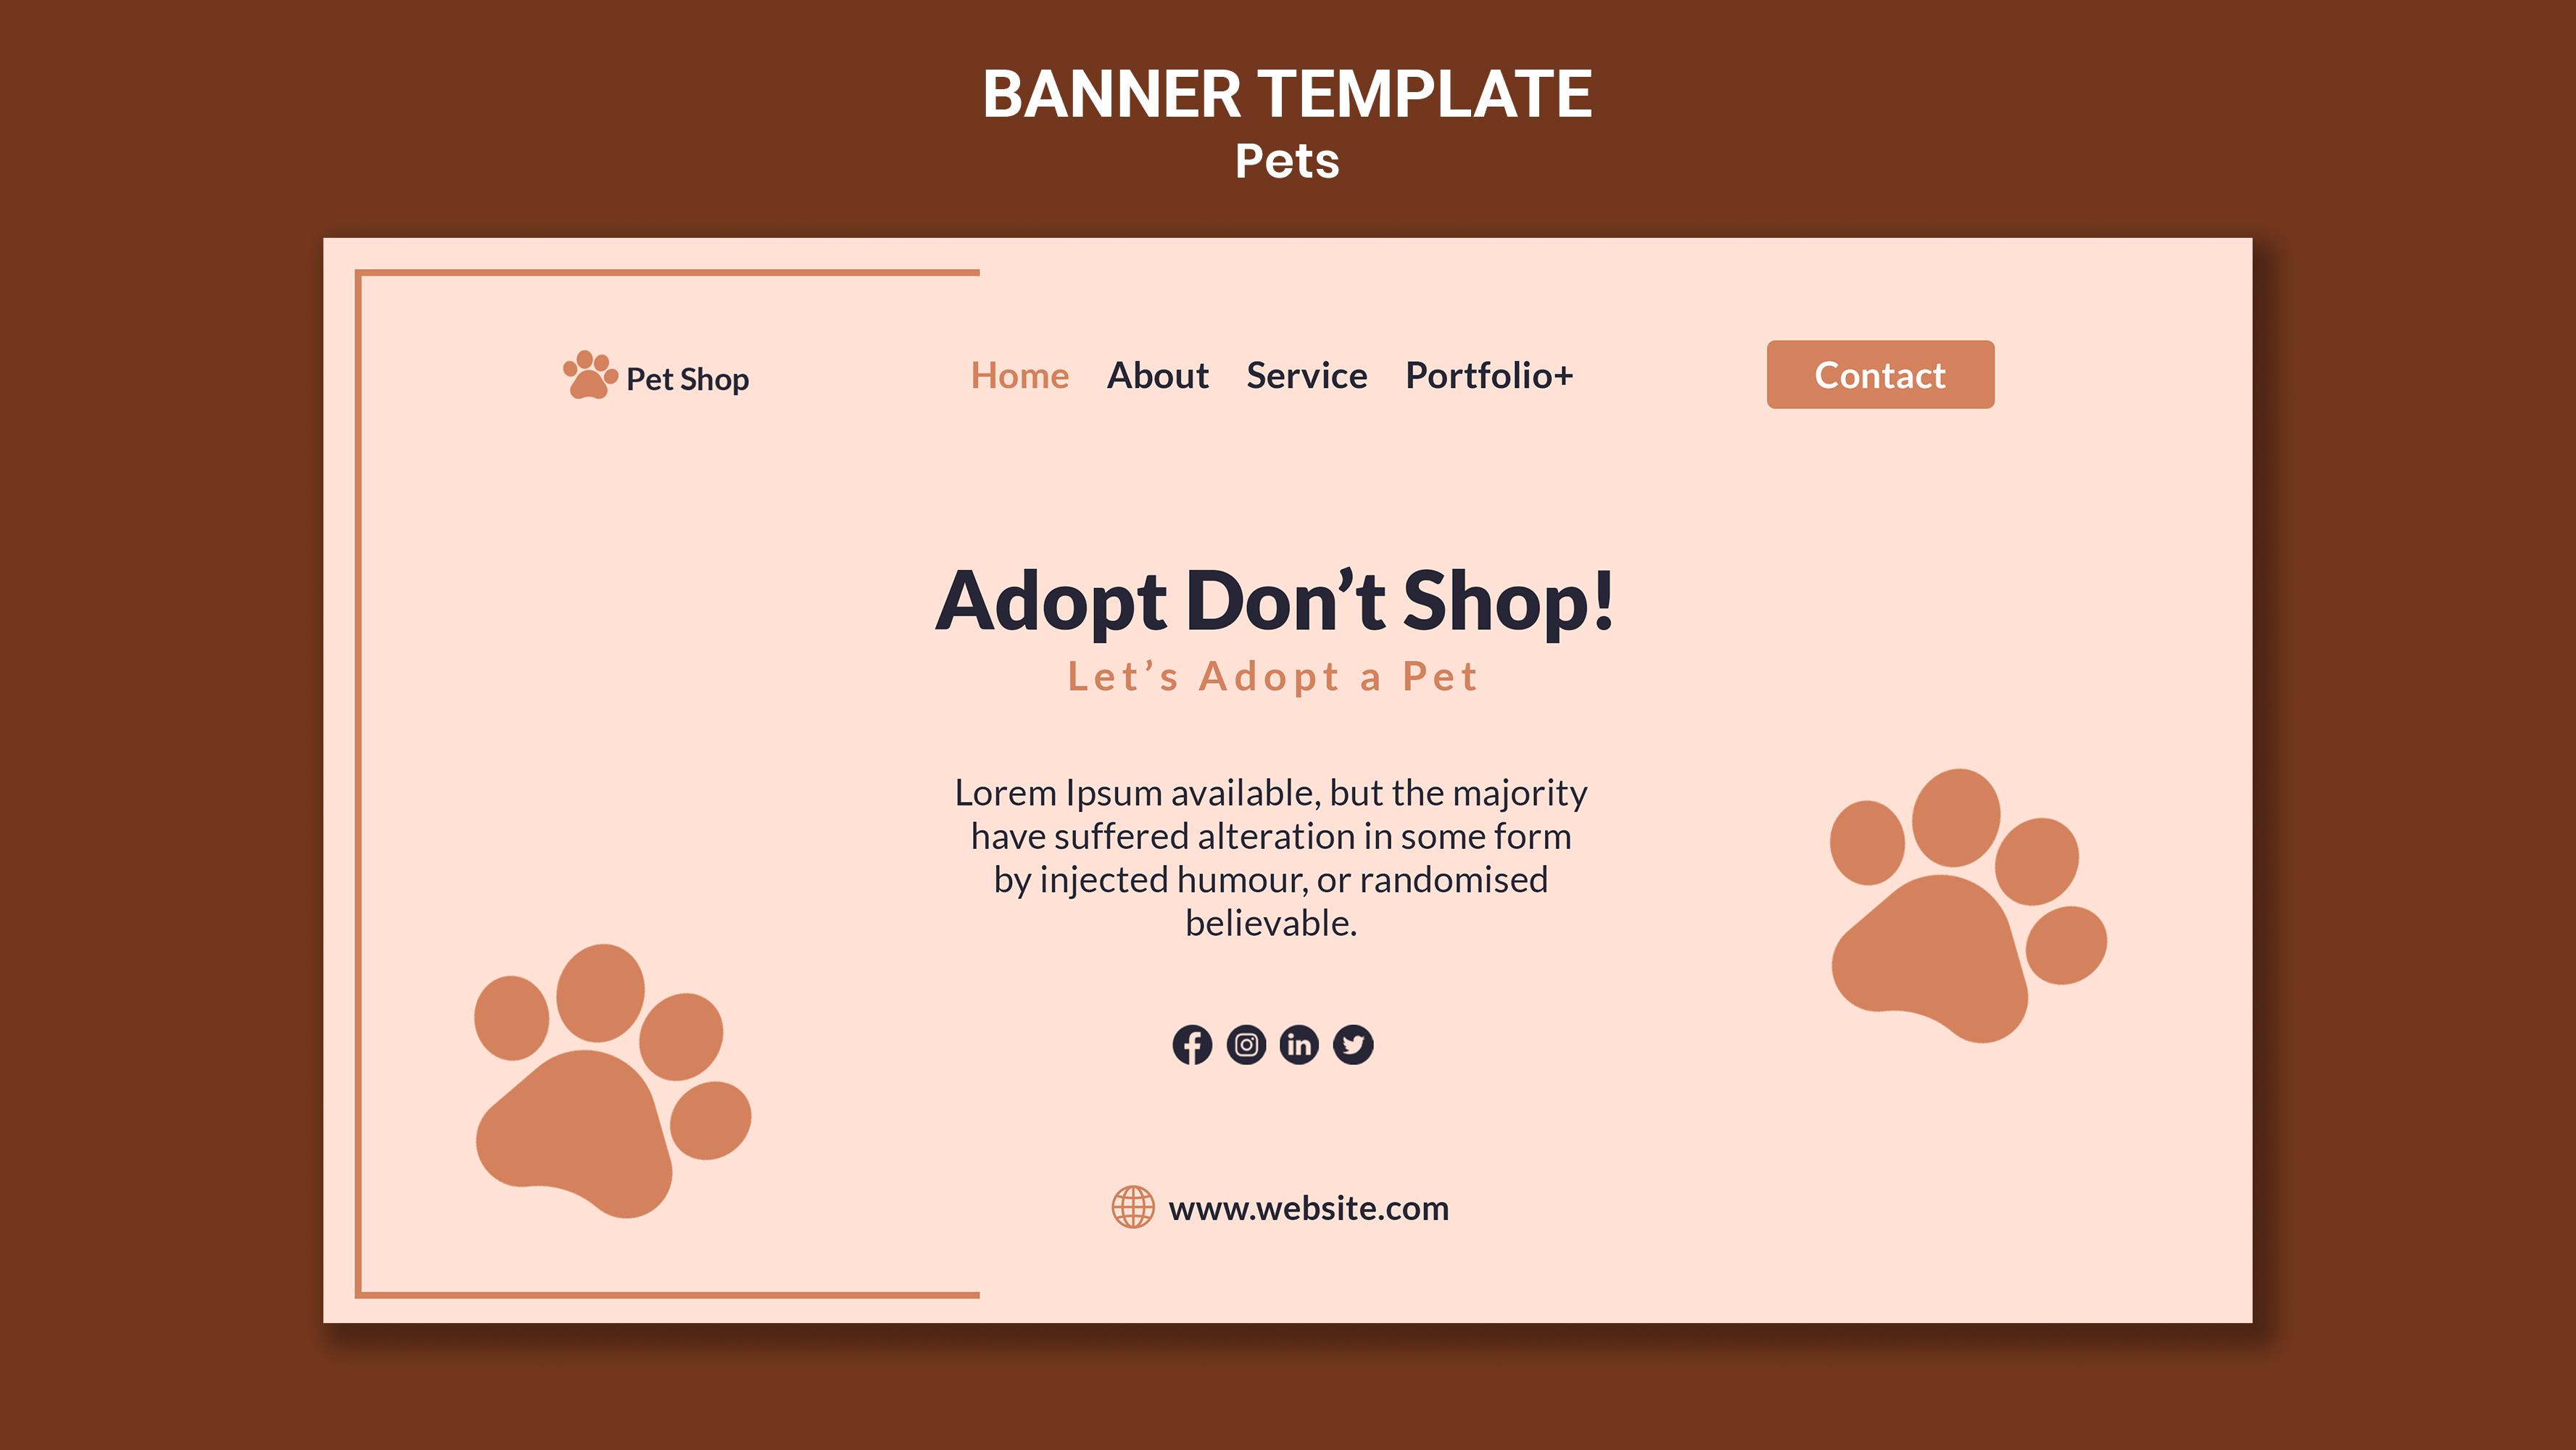 BANNER TEMPLATE
Pets
Pet Shop
Home About Service Portfolio+
Contact
Adopt Don’t Shop!
Let’s Adopt a Pet
Lorem Ipsum available, but the majority
have suffered alteration in some form
by injected humour, or randomised
believable.
www.website.com